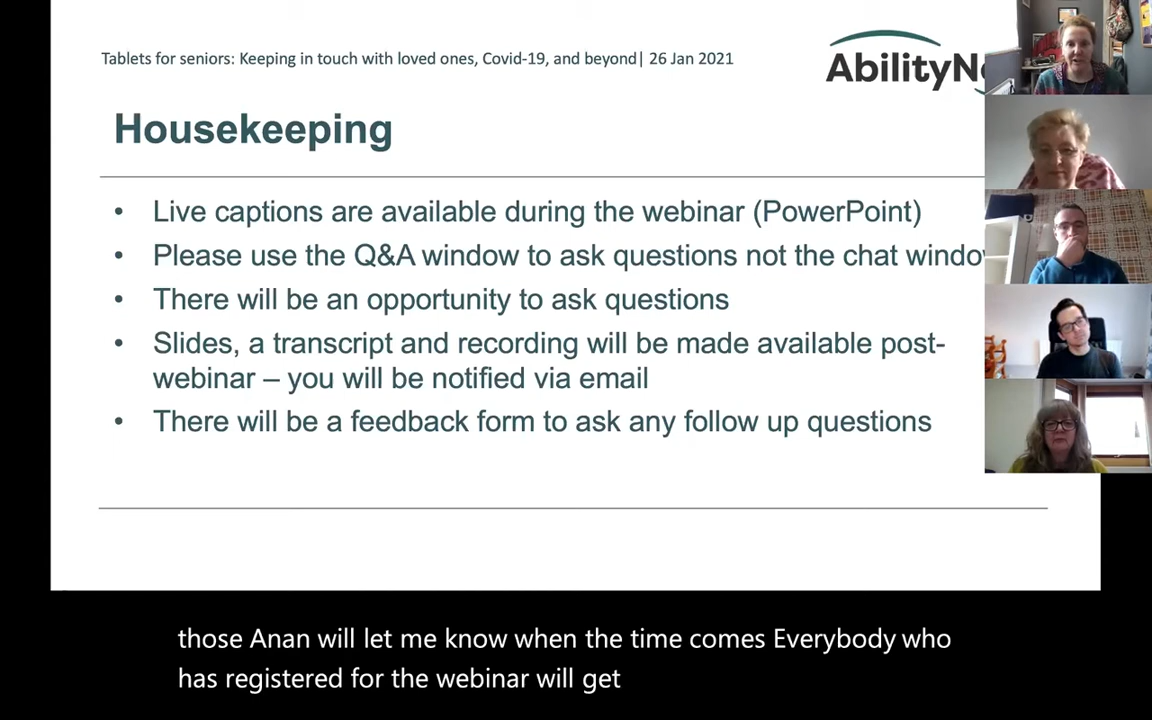 Tablets for seniors: Keeping in touch with loved ones, Covid-19, and beyond| 26 Jan 2021
AbilityN
Housekeeping
• Live captions are available during the webinar (PowerPoint)
• Please use the Q&A window to ask questions not the chat windo
• There will be an opportunity to ask questions
• Slides, a transcript and recording will be made available post-
webinar – you will be notified via email
• There will be a feedback form to ask any follow up questions
those Anan will let me know when the time comes Everybody who
has registered for the webinar will get